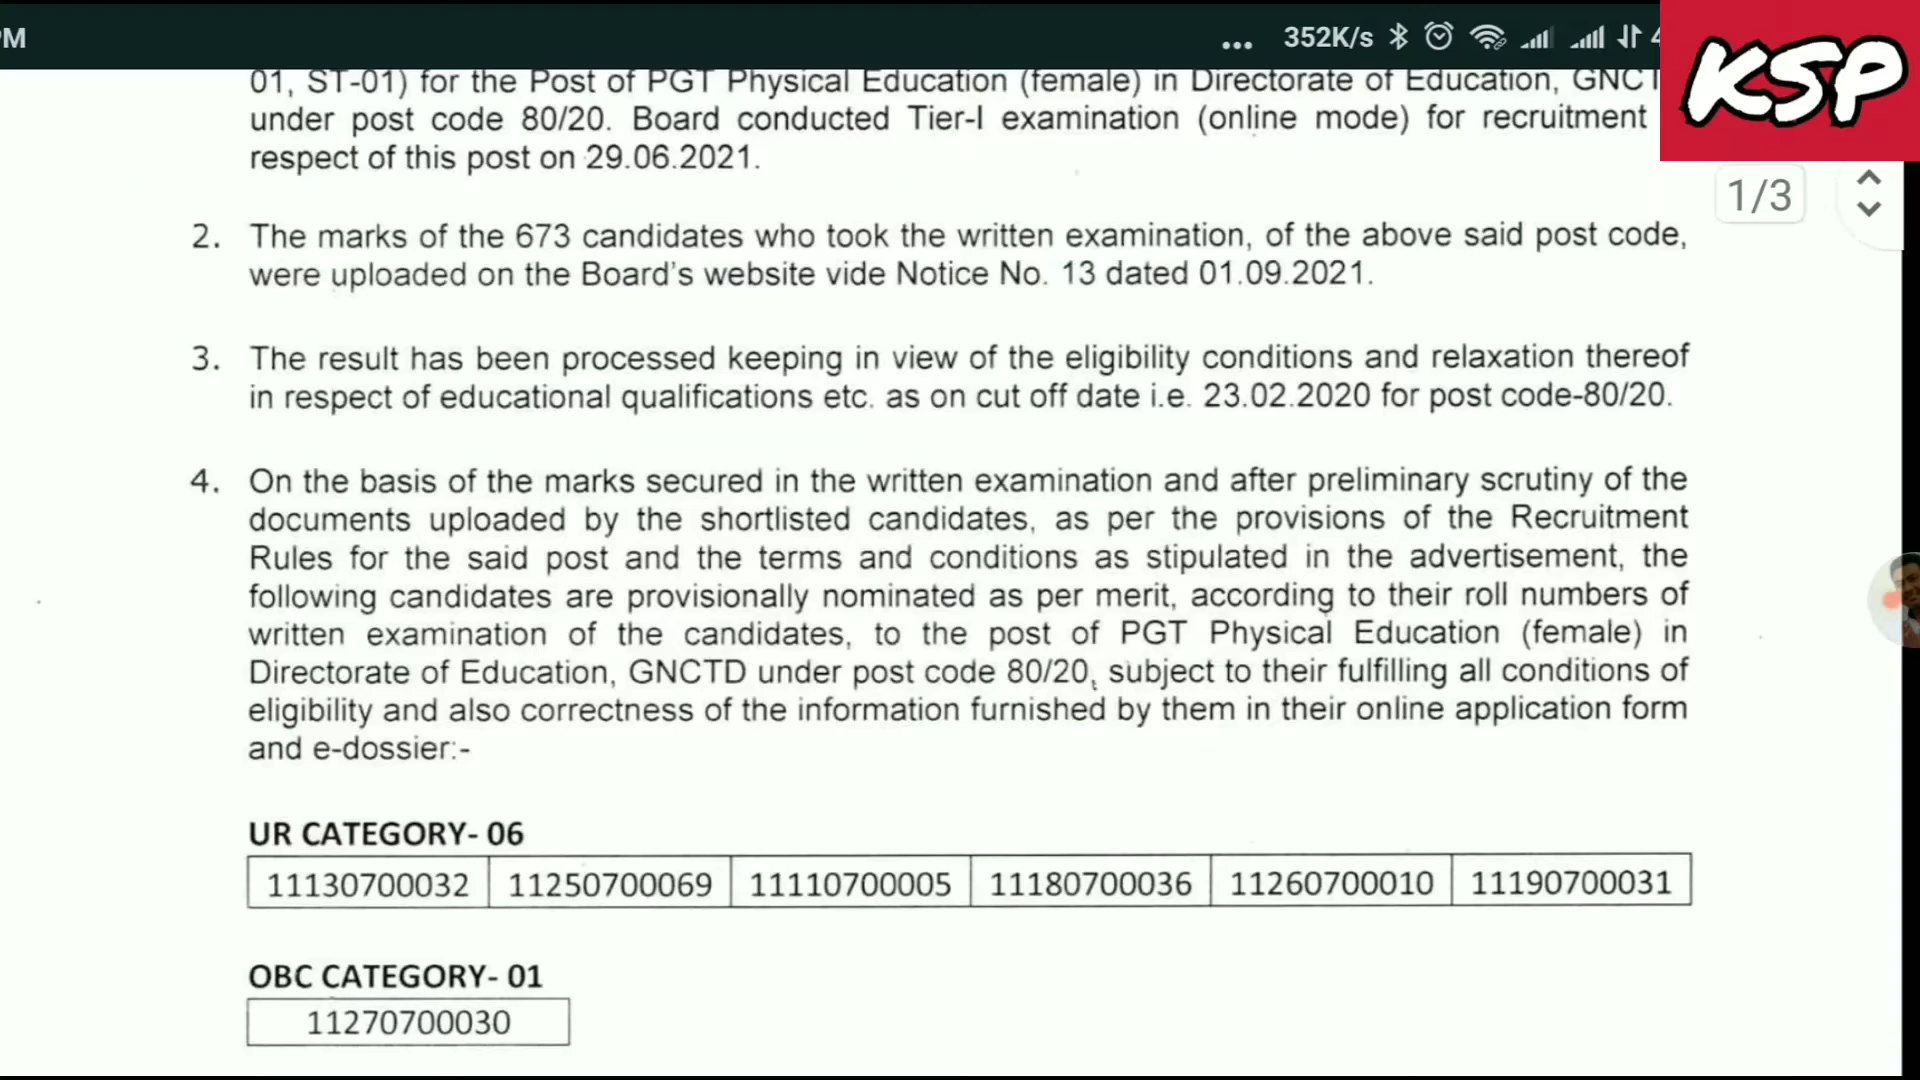 PM
... 352K/s
KSP
01, ST-01) for the Post of PGT Physical Education (female) in Directorate of Education,
under post code 80/20. Board conducted Tier-I examination (online mode) for recruitment
respect of this post on 29.06.2021.
1/3
2. The marks of the 673 candidates who took the written examination, of the above said post code,
were uploaded on the Board's website vide Notice No. 13 dated 01.09.2021.
3. The result has been processed keeping in view of the eligibility conditions and relaxation thereof
in respect of educational qualifications etc. as on cut off date i.e. 23.02.2020 for post code-80/20.
4. On the basis of the marks secured in the written examination and after preliminary scrutiny of the
documents uploaded by the shortlisted candidates, as per the provisions of the Recruitment
Rules for the said post and the terms and conditions as stipulated in the advertisement, the
following candidates are provisionally nominated as per merit, according to their roll numbers of
written examination of the candidates, to the post of PGT Physical Education (female) in
Directorate of Education, GNCTD under post code 80/20, subject to their fulfilling all conditions of
eligibility and also correctness of the information furnished by them in their online application form
and e-dossier:-
UR CATEGORY- 06
11130700032 11250700069 11110700005 11180700036 11260700010 11190700031
OBC CATEGORY- 01
11270700030